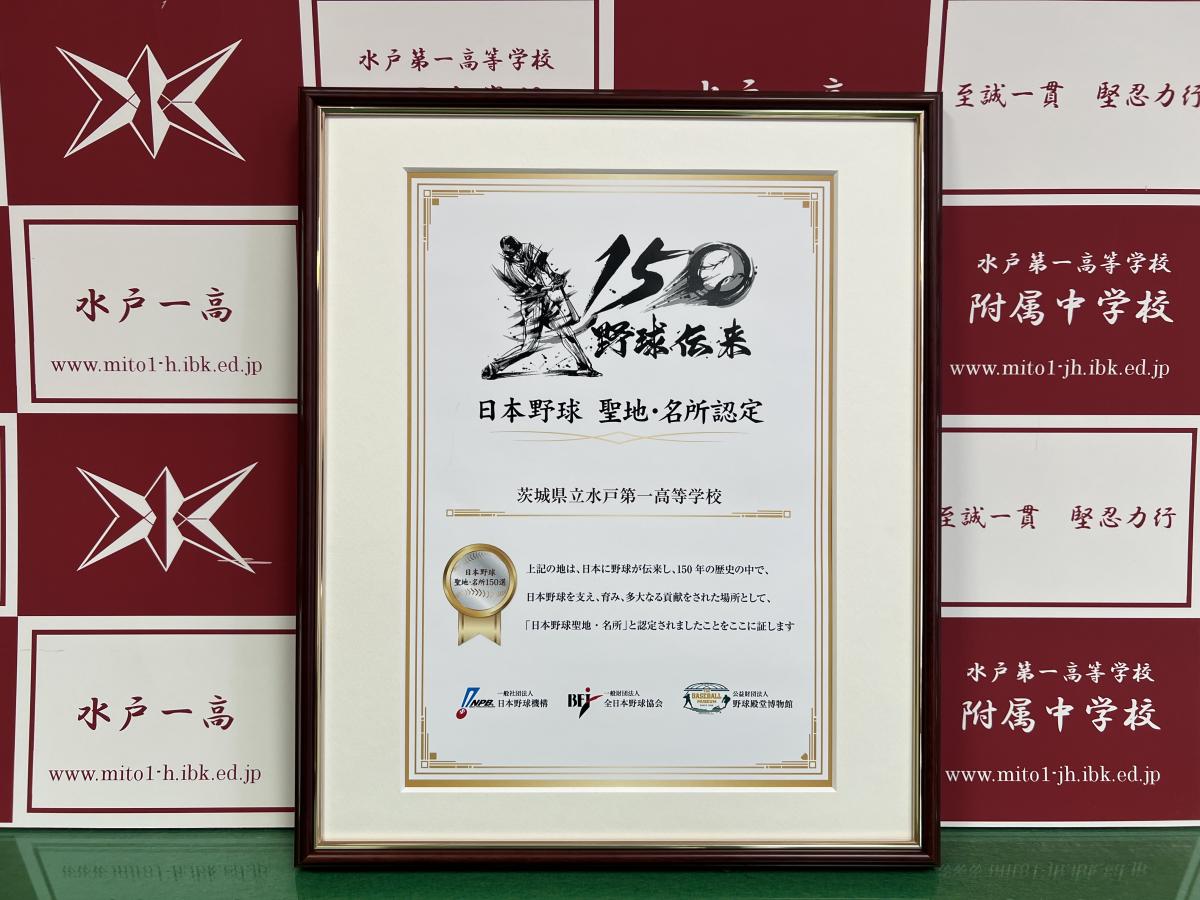 水戸第一高等学校
至誠一貫 堅忍力行
水戸一高
www.mito1-h.ibk.ed.jp
水戸第一高等学校
附属中学校
www.mito1-jh.ibk.ed.jp
150
野球伝来
日本野球 聖地・名所認定
茨城県立水戸第一高等学校
日本野球
聖地・名所150選
上記の地は、日本に野球が伝来し、150年の歴史の中で、
日本野球を支え、育み、多大なる貢献をされた場所として、
「日本野球聖地・名所」と認定されましたことをここに証します
NPB 一般社団法人
日本野球機構
BFJ 一般財団法人
全日本野球協会
BASEBALL
MUSEUM
公益財団法人
野球殿堂博物館
至誠一貫 堅忍力行
水戸一高
www.mito1-h.ibk.ed.jp
水戸第一高等学校
附属中学校
www.mito1-jh.ibk.ed.jp